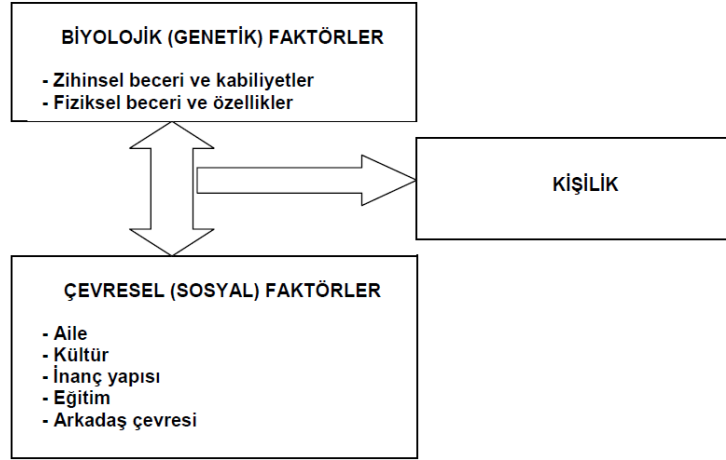 BİYOLOJİK (GENETİK) FAKTÖRLER
- Zihinsel beceri ve kabiliyetler
- Fiziksel beceri ve özellikler
KİŞİLİK
ÇEVRESEL (SOSYAL) FAKTÖRLER
- Aile
- Kültür
- İnanç yapısı
- Eğitim
- Arkadaş çevresi